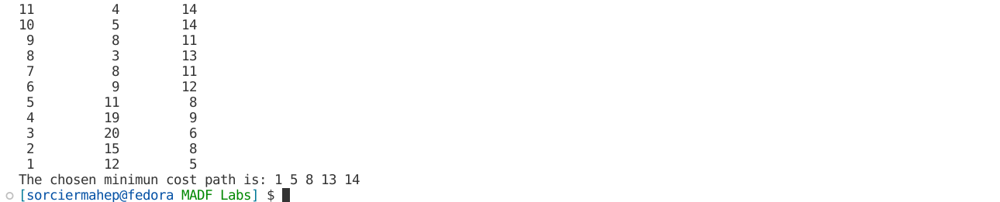 11 4 14
10 5 14
9 8 11
8 3 13
7 8 11
6 9 12
5 11 8
4 19 9
3 20 6
2 15 8
1 12 5
The chosen minimun cost path is: 1 5 8 13 14
[sorciermahep@fedora MADF Labs] $